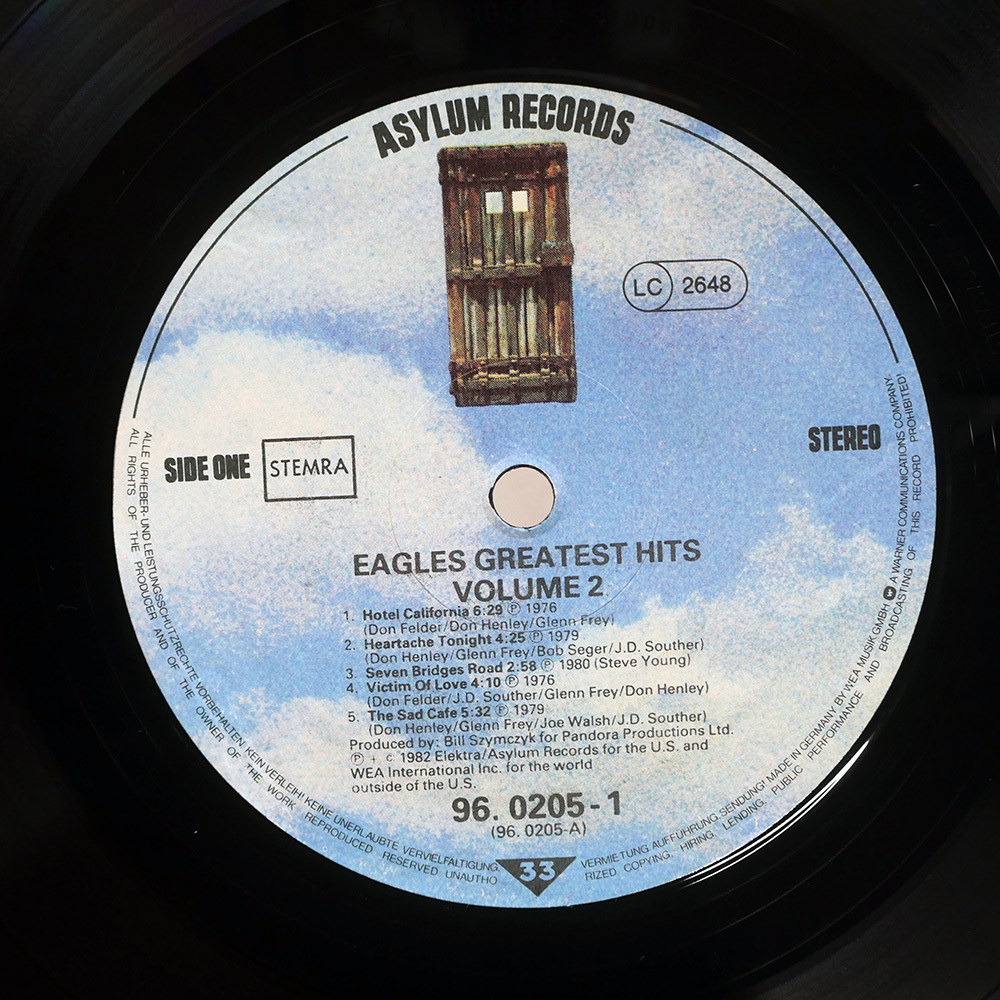 ASYLUM RECORDS
LC 2648
SIDE ONE
STEMRA
STEREO
EAGLES GREATEST HITS
VOLUME 2
1. Hotel California 6:29 Ⓟ 1976
(Don Felder/Don Henley/Glenn Frey)
2. Heartache Tonight 4:25 Ⓟ 1979
(Don Henley/Glenn Frey/Bob Seger/J.D. Souther)
3 Seven Bridges Road 2:58 Ⓟ 1980 (Steve Young)
4. Victim Of Love 4:10 Ⓟ 1976
(Don Felder/J.D. Souther/Glenn Frey/Don Henley)
5. The Sad Cafe 5:32 Ⓟ 1979
(Don Henley/Glenn Frey/Joe Walsh/J.D. Souther)
Produced by: Bill Szymczyk for Pandora Productions Ltd.
Ⓟ + c 1982 Elektra/Asylum Records for the U.S. and
WEA International Inc. for the world
outside of the U.S.
96. 0205-1
(96. 0205-A)
33
ALLE URHEBER- UND LEISTUNGSSCHUTZRECHTE VORBEHALTEN. KEIN VERLEIH! KEINE UNERLAUBTE VERVIELFÄLTIGUNG, VERMIETUNG AUFFÜHRUNG SENDUNG! MADE IN GERMANY BY WEA MUSIK GMBH A WARNER COMMUNICATIONS COMPANY
ALL RIGHTS OF THE PRODUCER AND OF THE OWNER OF THE WORK REPRODUCED RESERVED UNAUTHORIZED COPYING, HIRING, LENDING, PUBLIC PERFORMANCE AND BROADCASTING OF THIS RECORD PROHIBITED!